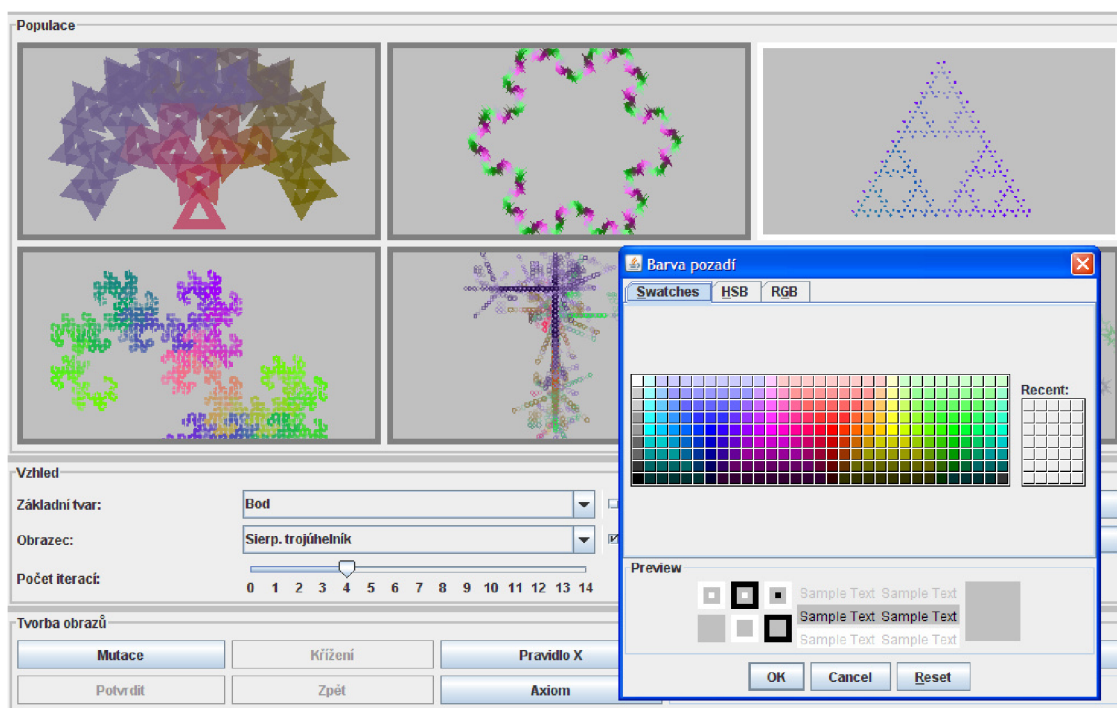 Populace
Barva pozadí
Swatches HSB RGB
Recent:
Vzhled
Základní tvar: Bod
Obrazec: Sierp. trojúhelník
Počet iterací:
0 1 2 3 4 5 6 7 8 9 10 11 12 13 14
Preview
Sample Text Sample Text
Sample Text Sample Text
Sample Text Sample Text
Tvorba obrazů
Mutace Křížení Pravidlo X
Potvrdit Zpět Axiom
OK Cancel Reset